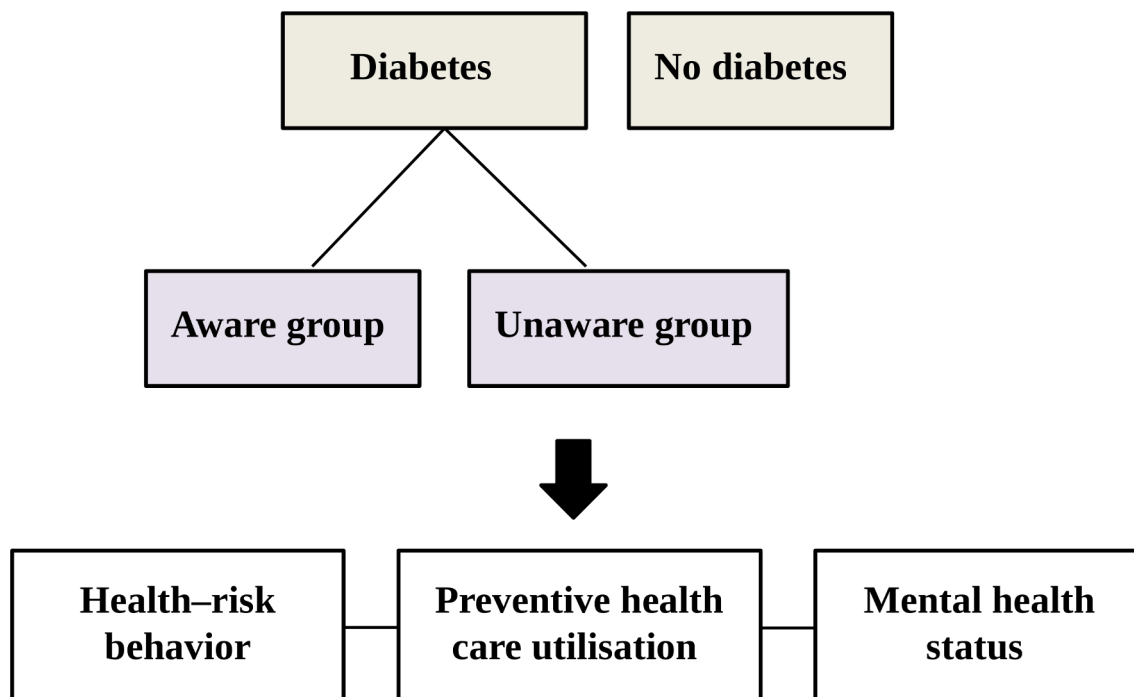 Diabetes
No diabetes
Aware group
Unaware group
Health–risk
behavior
Preventive health
care utilisation
Mental health
status